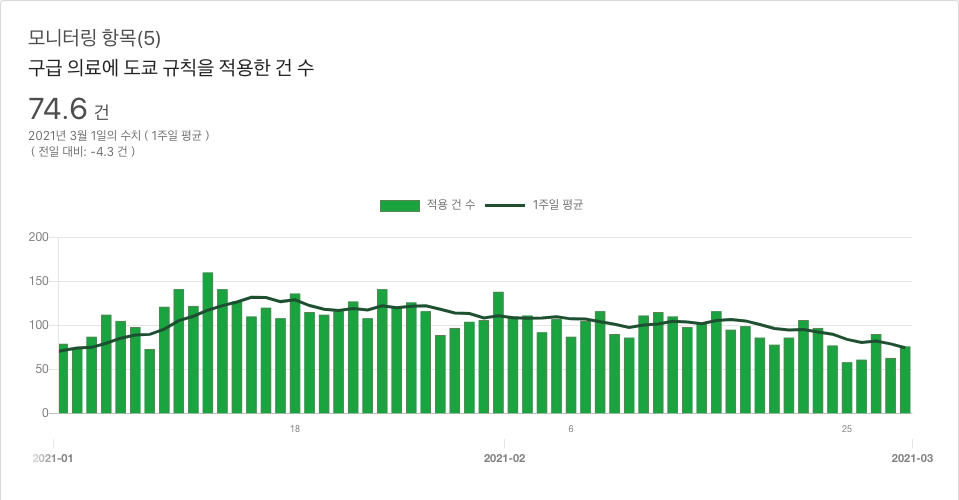 모니터링 항목(5)
구급 의료에 도쿄 규칙을 적용한 건 수
74.6 건
2021년 3월 1일의 수치 ( 1주일 평균 )
( 전일 대비: -4.3 건 )
적용 건 수 1주일 평균
200
150
100
50
0
18 6 25
2021-01 2021-02 2021-03